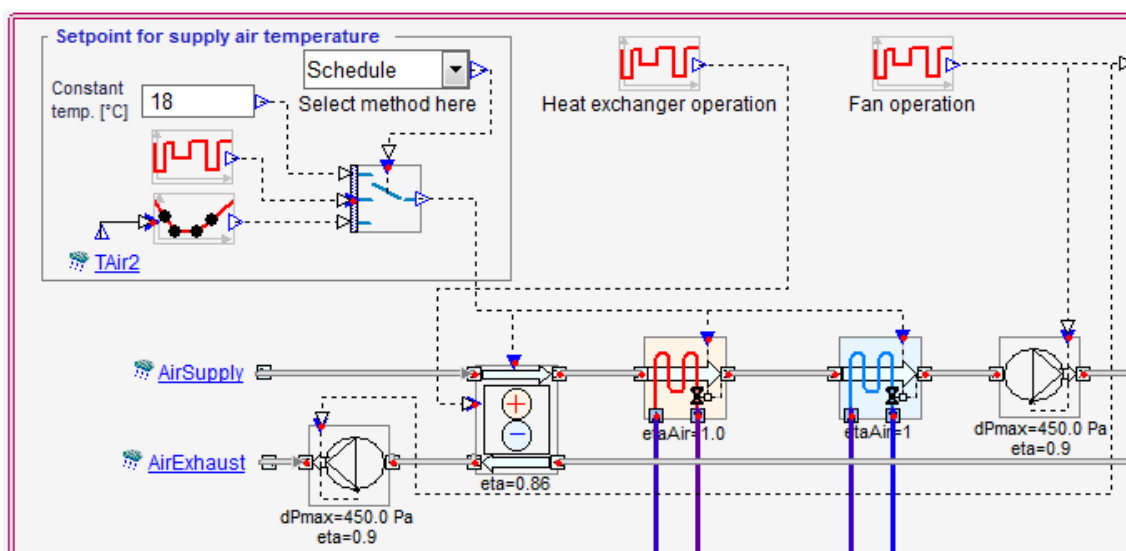 Setpoint for supply air temperature
Schedule
Select method here
Constant
temp. [°C]
18
TAir2
Heat exchanger operation
Fan operation
AirSupply
etaAir=1.0
etaAir=1
dPmax=450.0 Pa
eta=0.9
AirExhaust
eta=0.86
dPmax=450.0 Pa
eta=0.9